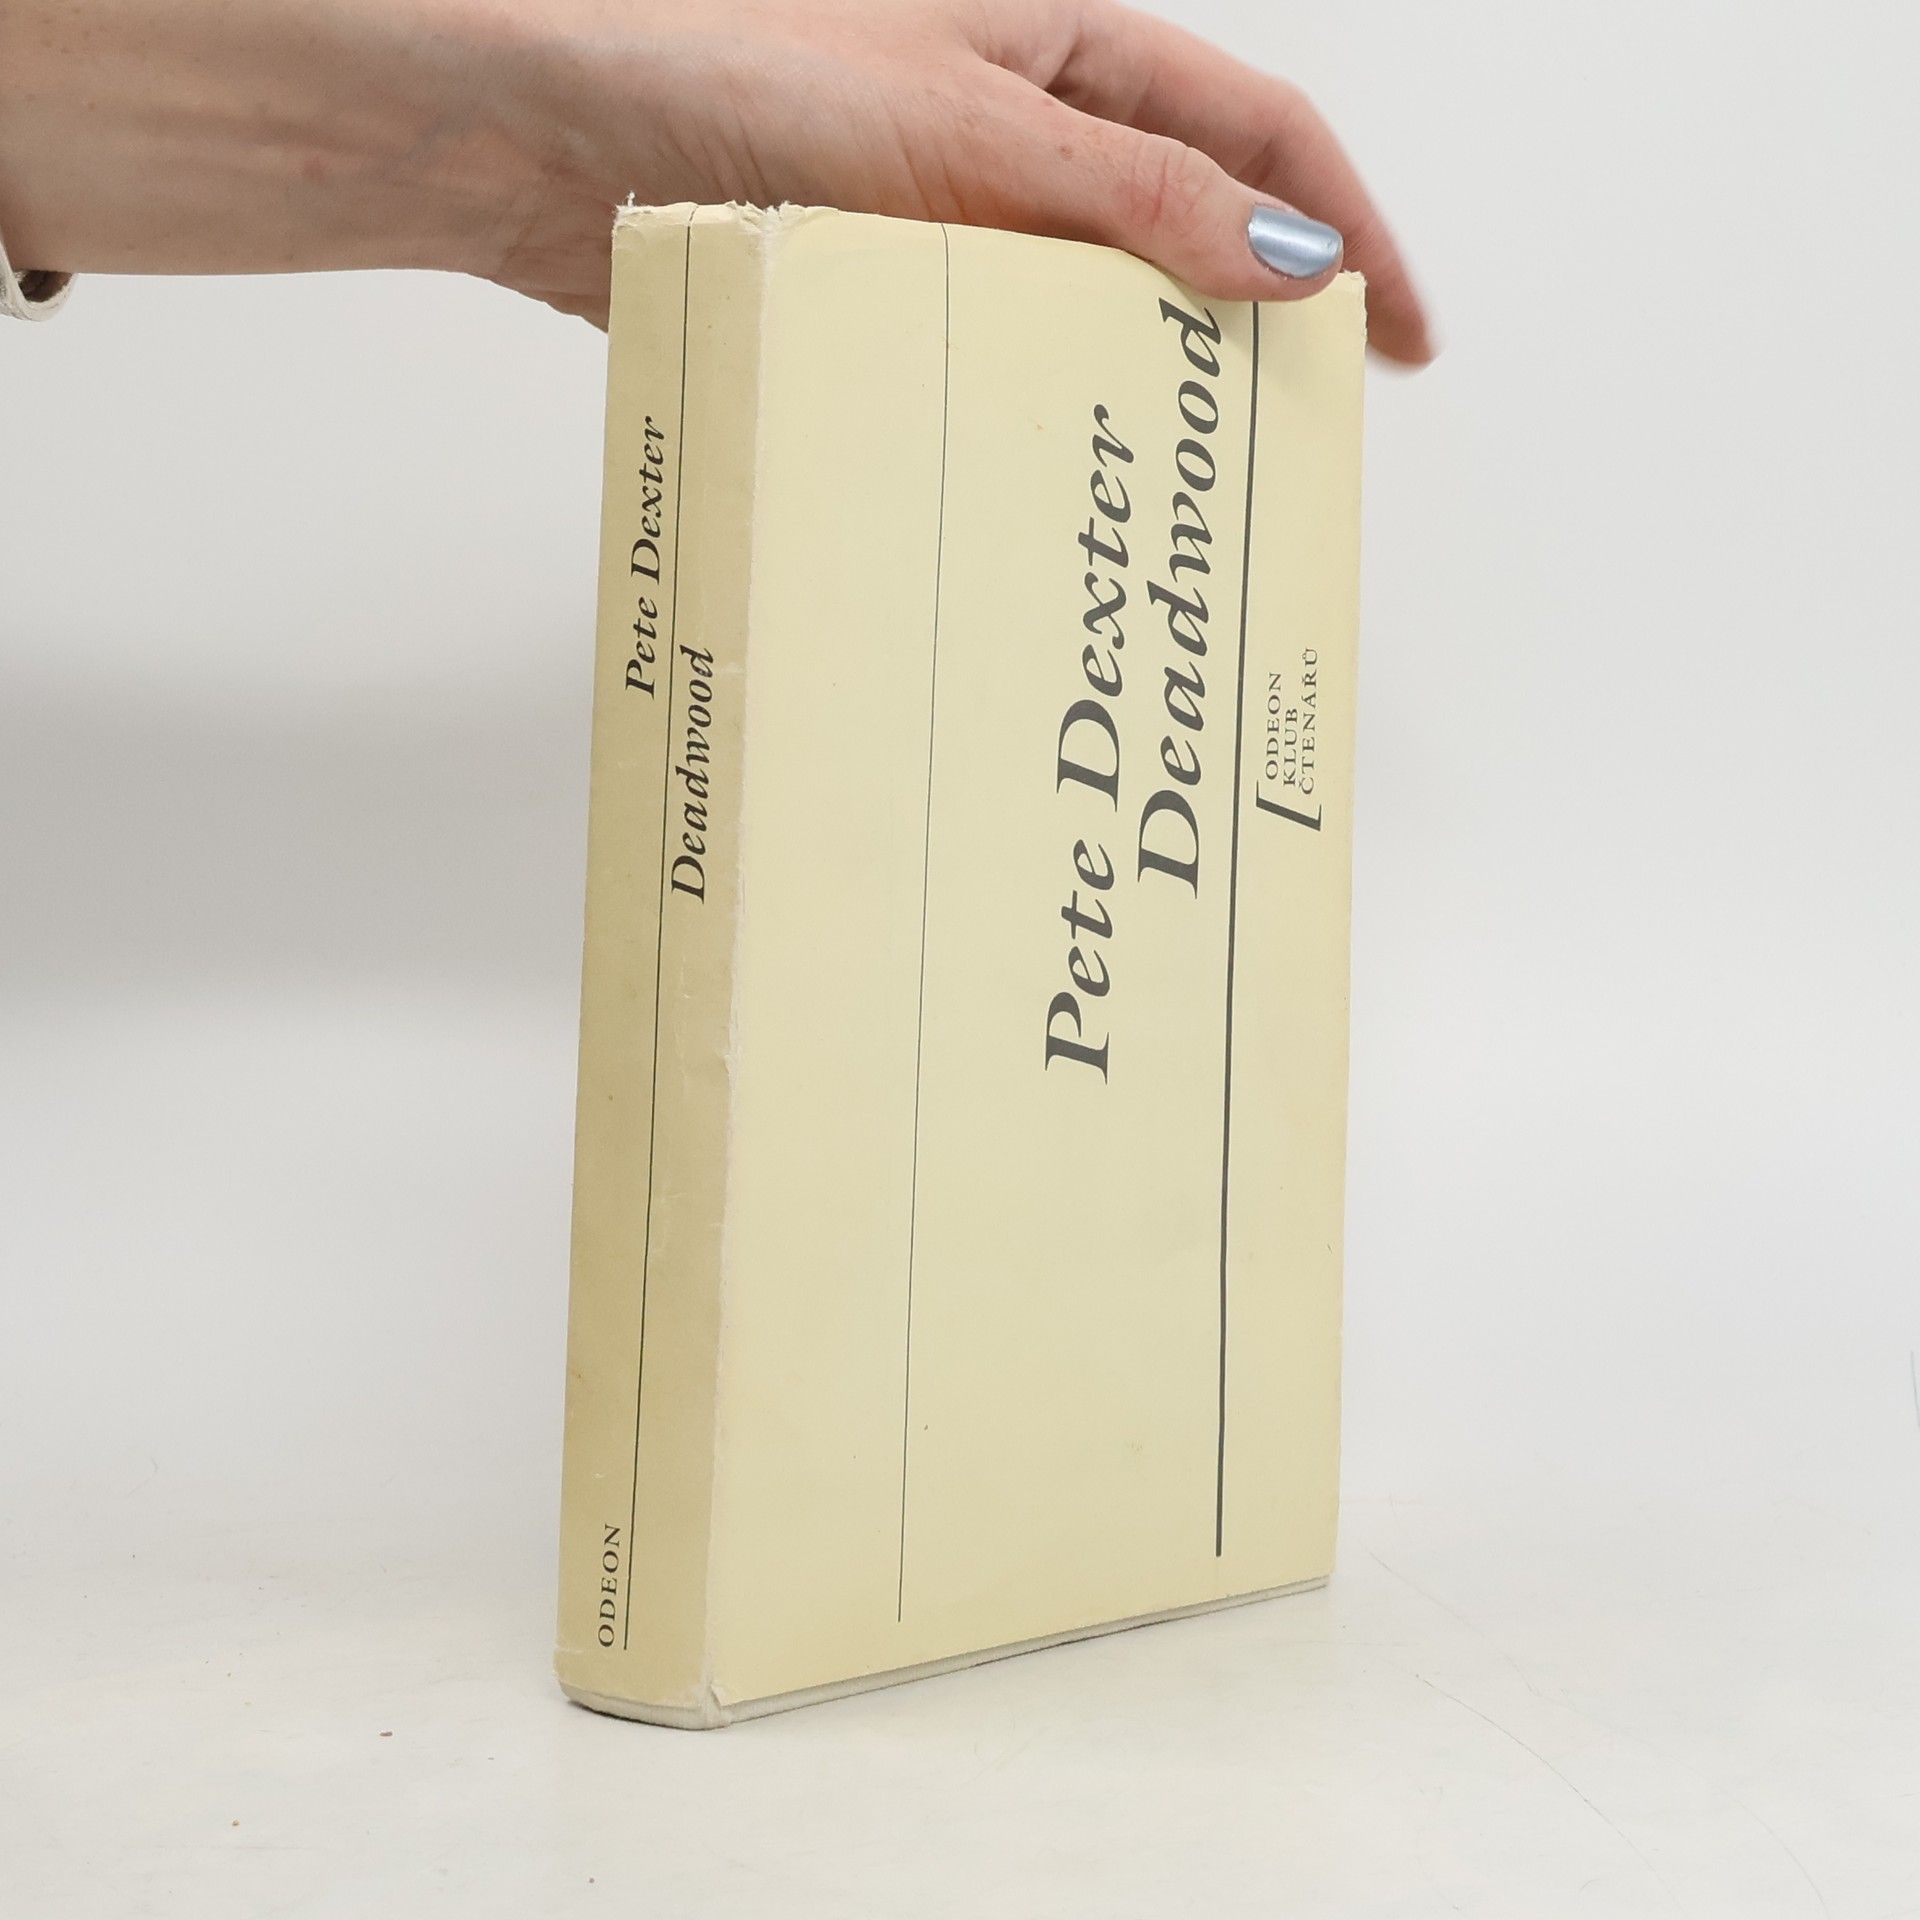 Pete Dexter
Deadwood
ODEON
Pete Dexter
Deadwood
ODEON
KLUB
ČTENÁŘŮ